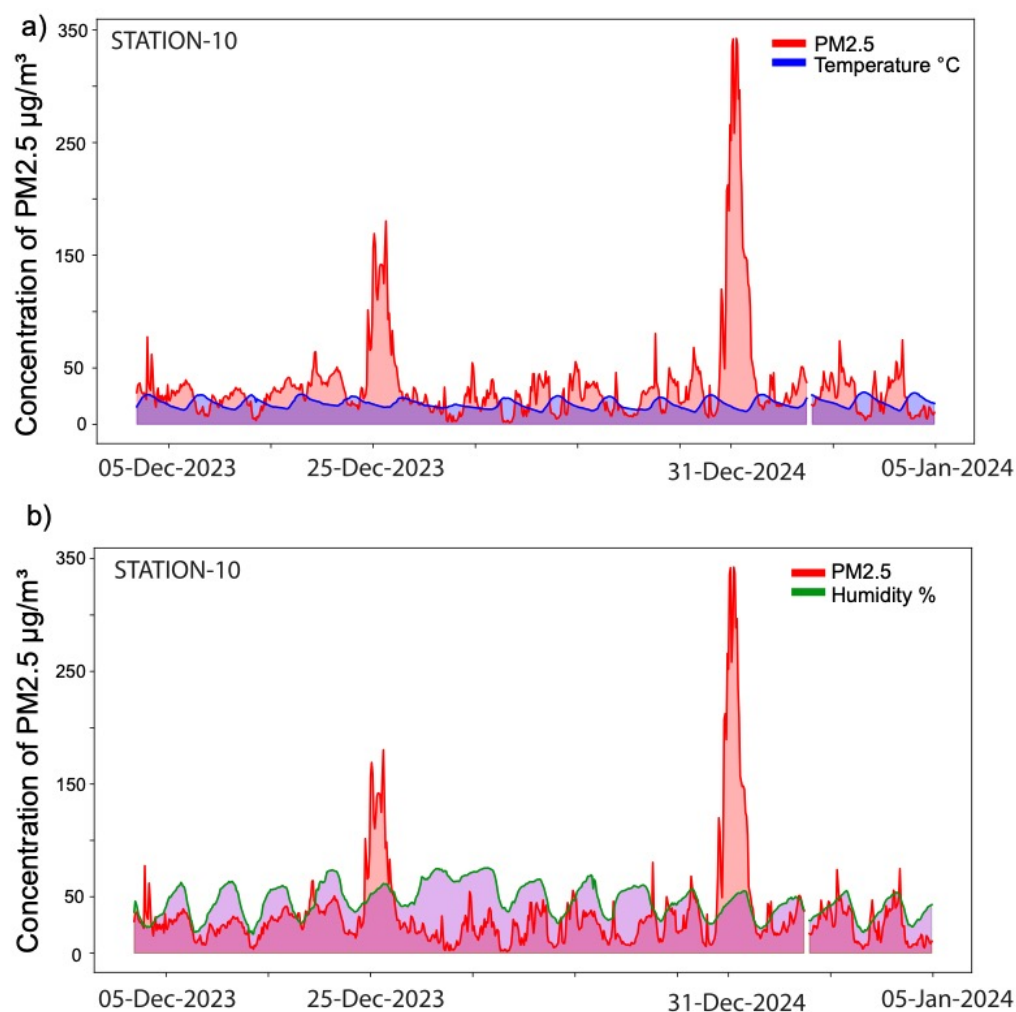 a)
STATION-10
PM2.5
Temperature °C
Concentration of PM2.5 µg/m³
350
250
150
50
0
05-Dec-2023
25-Dec-2023
31-Dec-2024
05-Jan-2024
b)
STATION-10
PM2.5
Humidity %
Concentration of PM2.5 µg/m³
350
250
150
50
0
05-Dec-2023
25-Dec-2023
31-Dec-2024
05-Jan-2024